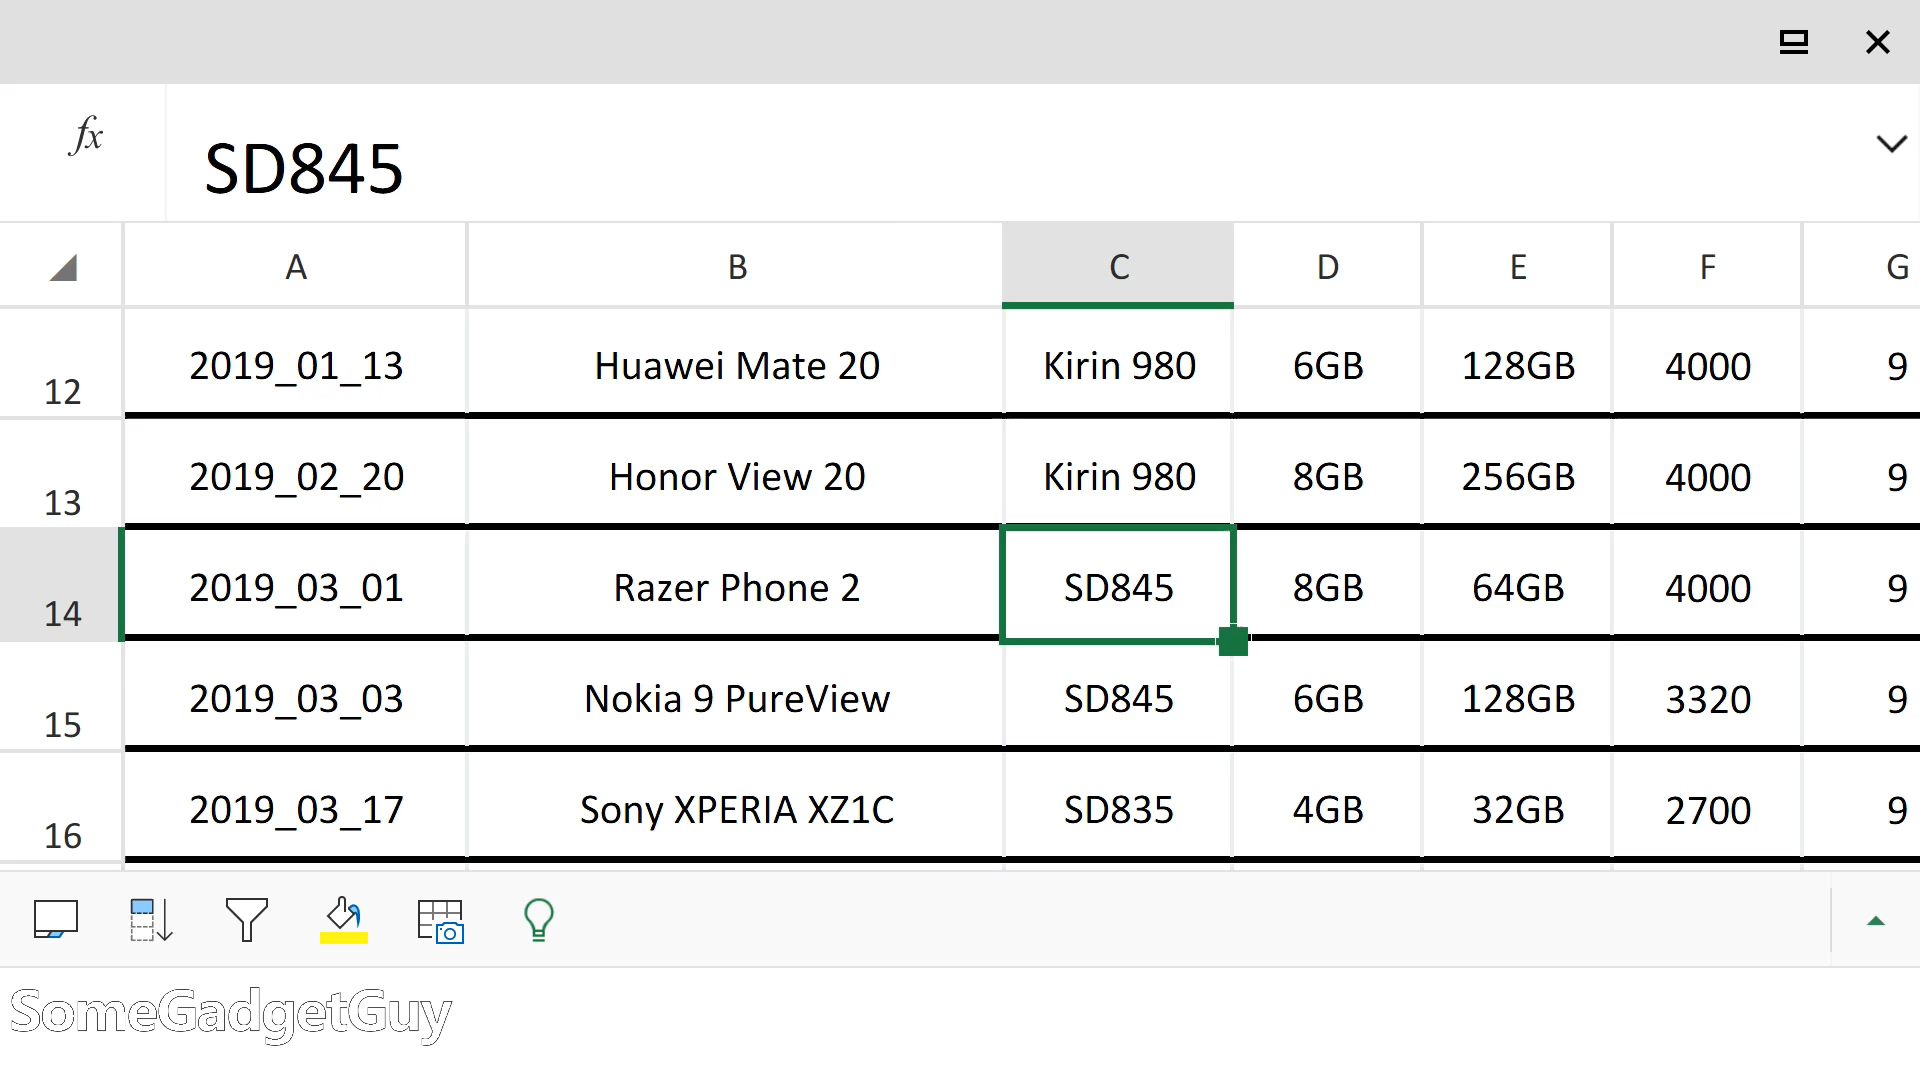 fx SD845
A B C D E F G
12 2019_01_13 Huawei Mate 20 Kirin 980 6GB 128GB 4000 9
13 2019_02_20 Honor View 20 Kirin 980 8GB 256GB 4000 9
14 2019_03_01 Razer Phone 2 SD845 8GB 64GB 4000 9
15 2019_03_03 Nokia 9 PureView SD845 6GB 128GB 3320 9
16 2019_03_17 Sony XPERIA XZ1C SD835 4GB 32GB 2700 9
SomeGadgetGuy